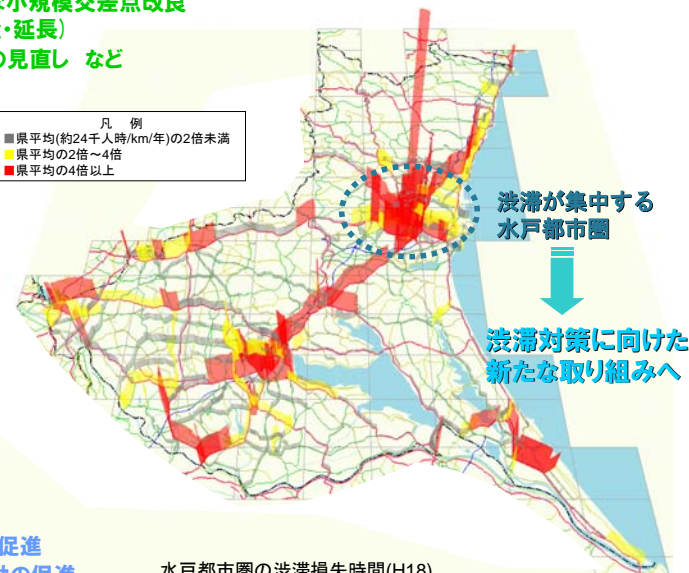 小規模交差点改良
・延長）
の見直し など
凡 例
■県平均(約24千人時/km/年)の2倍未満
■県平均の2倍～4倍
■県平均の4倍以上
渋滞が集中する
水戸都市圏
渋滞対策に向けた
新たな取り組みへ
促進
の促進
水戸都市圏の渋滞損失時間(H18)